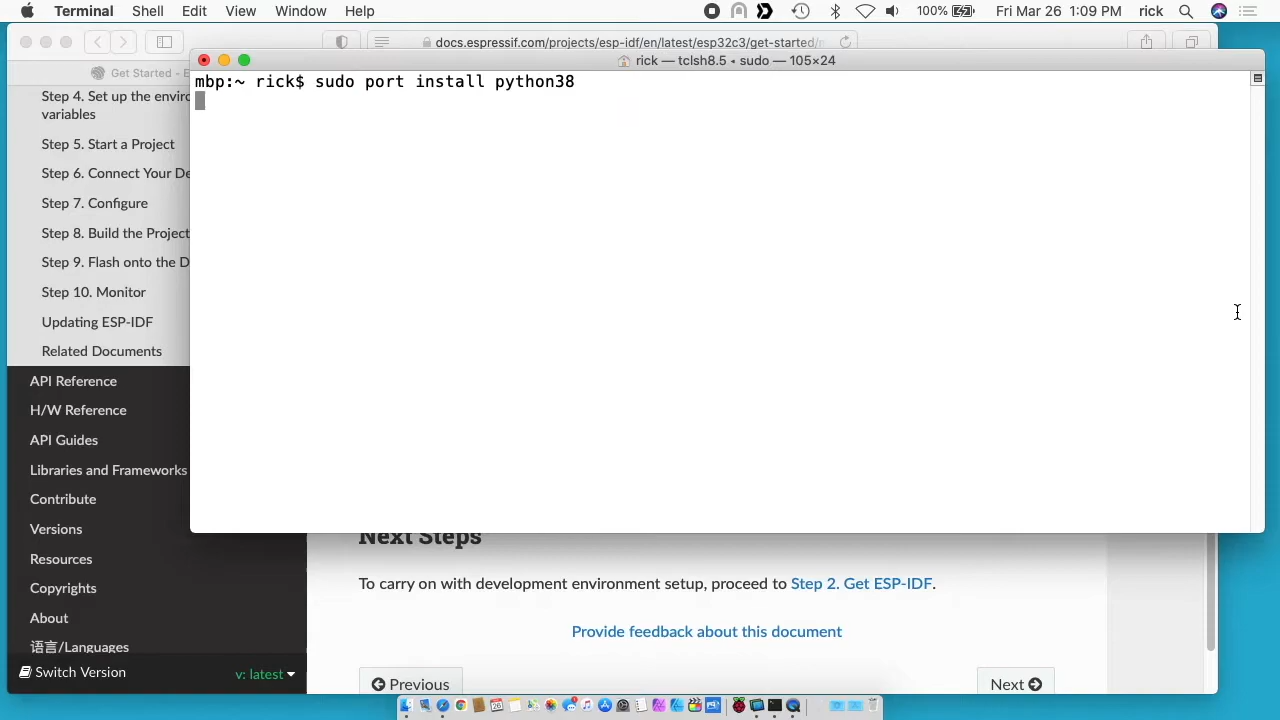 Terminal Shell Edit View Window Help 100% Fri Mar 26 1:09 PM rick
docs.espressif.com/projects/esp-idf/en/latest/esp32c3/get-started/
rick — tclsh8.5 ◂ sudo — 105×24
Get Started - E
mbp:~ rick$ sudo port install python38
Step 4. Set up the enviro
variables
Step 5. Start a Project
Step 6. Connect Your De
Step 7. Configure
Step 8. Build the Project
Step 9. Flash onto the D
Step 10. Monitor
Updating ESP-IDF
Related Documents
API Reference
H/W Reference
API Guides
Libraries and Frameworks
Contribute
Versions
Resources
Copyrights
About
语言/Languages
Switch Version v: latest
Next Steps
To carry on with development environment setup, proceed to Step 2. Get ESP-IDF.
Provide feedback about this document
Previous
Next